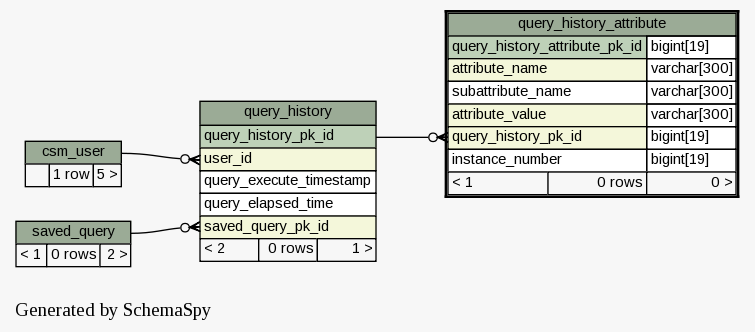 query_history_attribute
query_history_attribute_pk_id bigint[19]
attribute_name varchar[300]
subattribute_name varchar[300]
attribute_value varchar[300]
query_history_pk_id bigint[19]
instance_number bigint[19]
< 1 0 rows 0 >
query_history
query_history_pk_id
user_id
query_execute_timestamp
query_elapsed_time
saved_query_pk_id
< 2 0 rows 1 >
csm_user
1 row 5 >
saved_query
< 1 0 rows 2 >
Generated by SchemaSpy